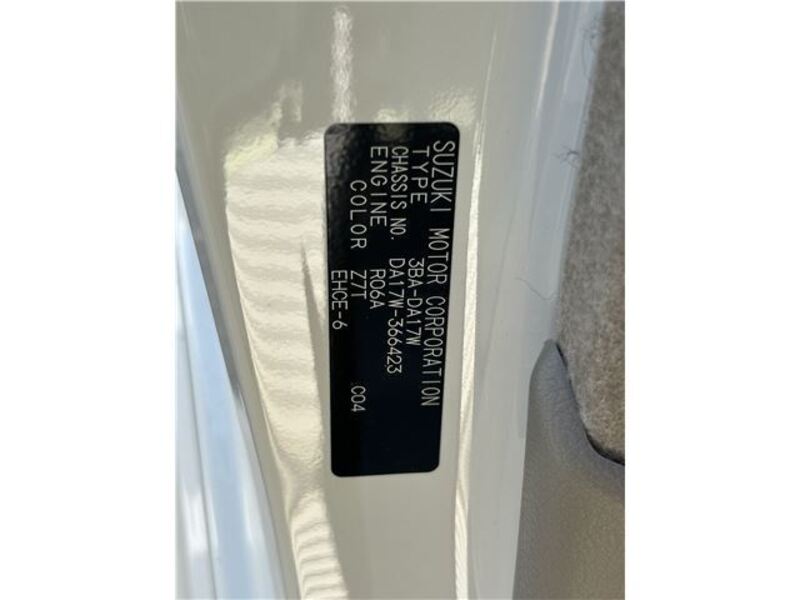 SUZUKI MOTOR CORPORATION
TYPE 3BA-DA17W
CHASSIS NO. DA17W-366423
ENGINE R06A
COLOR Z7T C04
EHCE-6